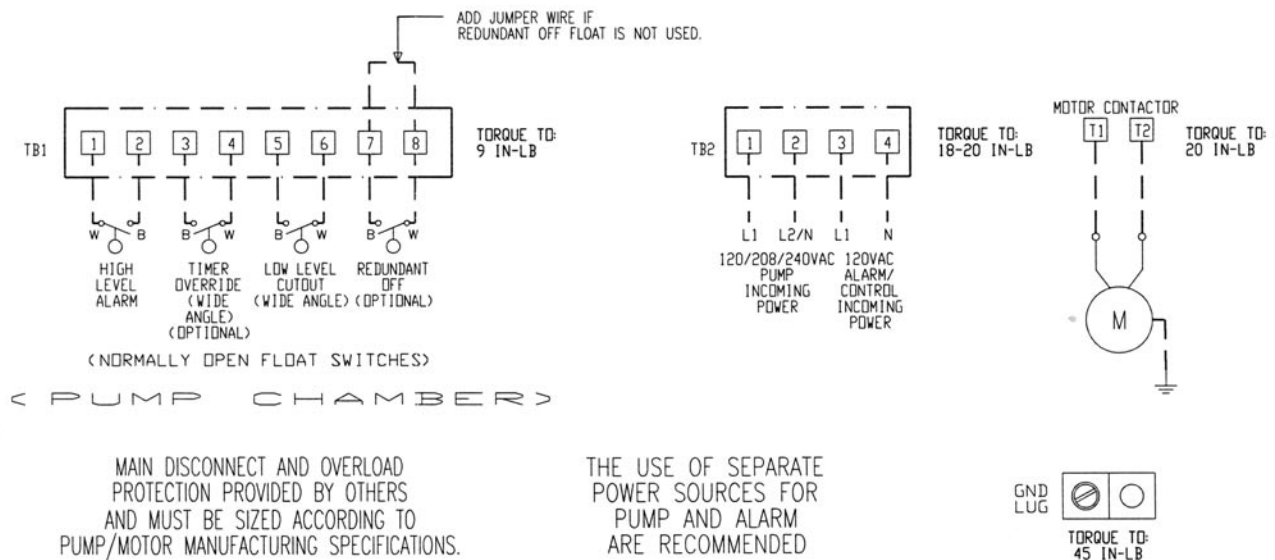 ADD JUMPER WIRE IF
REDUNDANT OFF FLOAT IS NOT USED.
TB1
1 2 3 4 5 6 7 8
TORQUE TO:
9 IN-LB
W B B W B W B W
HIGH
LEVEL
ALARM
TIMER
OVERRIDE
(WIDE
ANGLE)
(OPTIONAL)
LOW LEVEL
CUTOUT
(WIDE ANGLE)
REDUNDANT
OFF
(OPTIONAL)
(NORMALLY OPEN FLOAT SWITCHES)
< PUMP CHAMBER >
TB2
1 2 3 4
TORQUE TO:
18-20 IN-LB
L1 L2/N L1 N
120/208/240VAC
PUMP
INCOMING
POWER
120VAC
ALARM/
CONTROL
INCOMING
POWER
MOTOR CONTACTOR
T1 T2
TORQUE TO:
20 IN-LB
M
MAIN DISCONNECT AND OVERLOAD
PROTECTION PROVIDED BY OTHERS
AND MUST BE SIZED ACCORDING TO
PUMP/MOTOR MANUFACTURING SPECIFICATIONS.
THE USE OF SEPARATE
POWER SOURCES FOR
PUMP AND ALARM
ARE RECOMMENDED
GND
LUG
TORQUE TO:
45 IN-LB